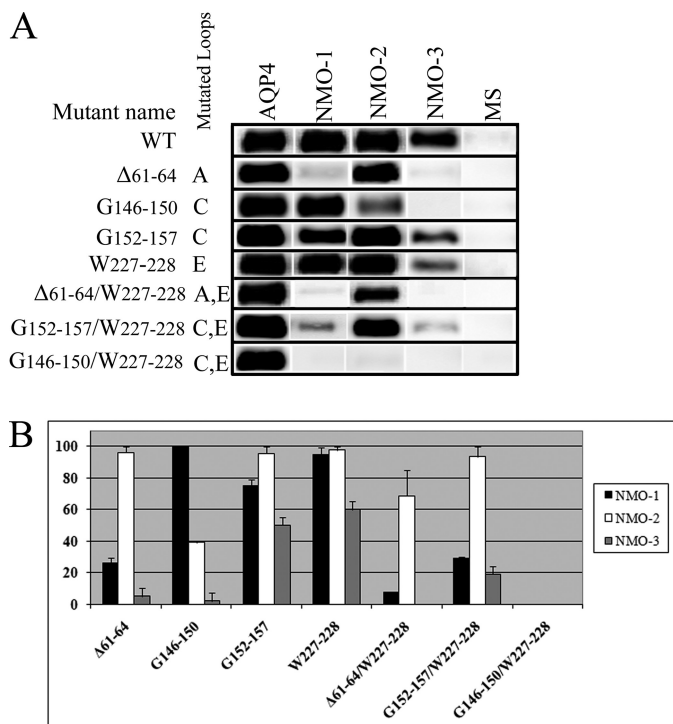 A
Mutated Loops
AQP4
NMO-1
NMO-2
NMO-3
MS
Mutant name
WT
Δ61-64 A
G146-150 C
G152-157 C
W227-228 E
Δ61-64/W227-228 A,E
G152-157/W227-228 C,E
G146-150/W227-228 C,E
B
100
80
60
40
20
0
Δ61-64
G146-150
G152-157
W227-228
Δ61-64/W227-228
G152-157/W227-228
G146-150/W227-228
NMO-1
NMO-2
NMO-3